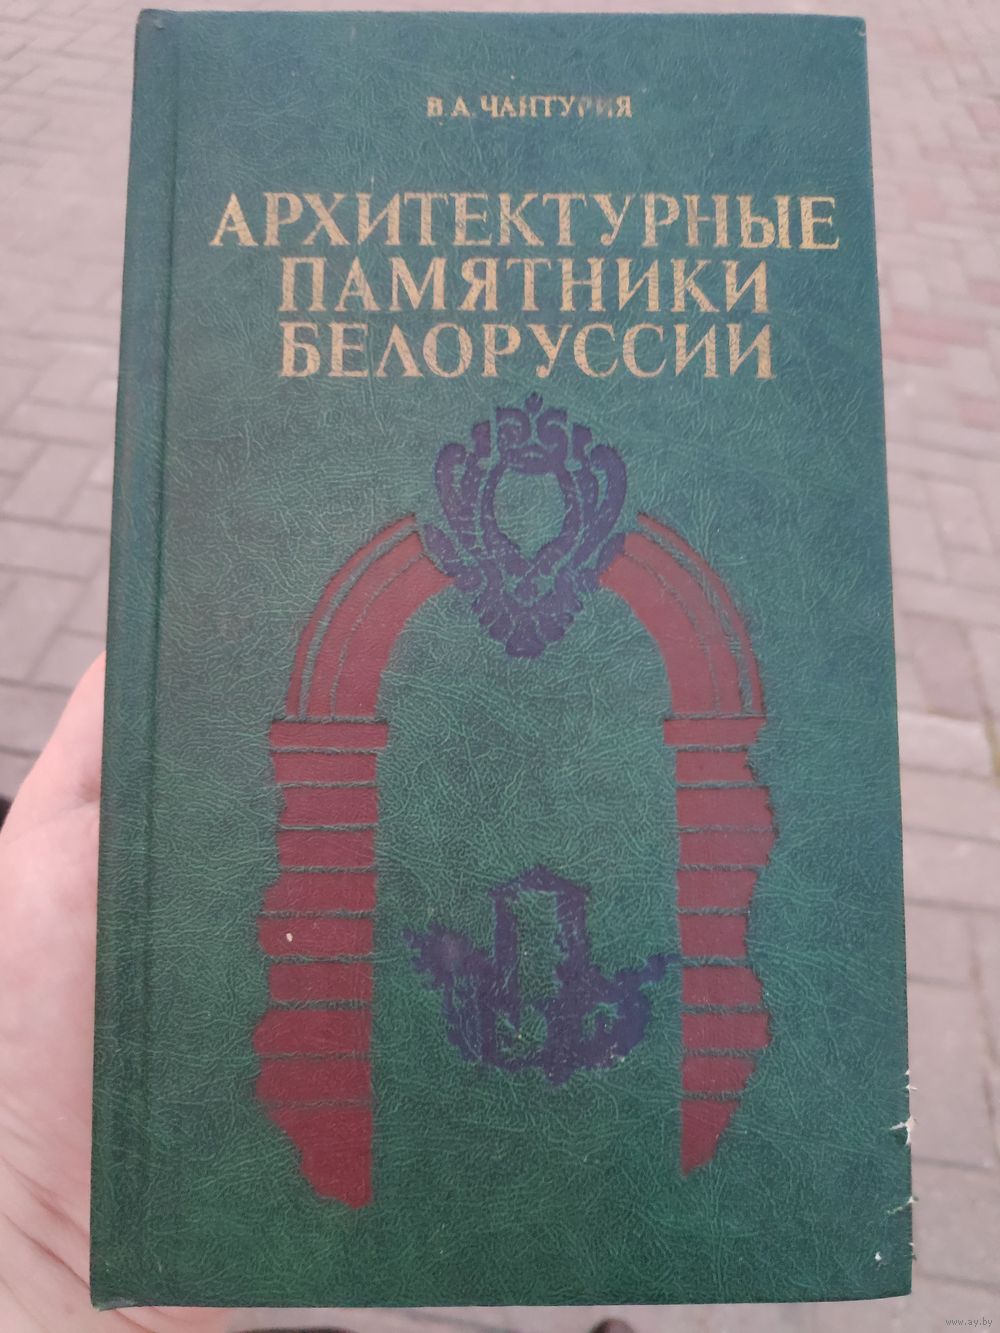 В. А. ЧАНТУРИЯ
АРХИТЕКТУРНЫЕ
ПАМЯТНИКИ
БЕЛОРУССИИ
www.ay.by